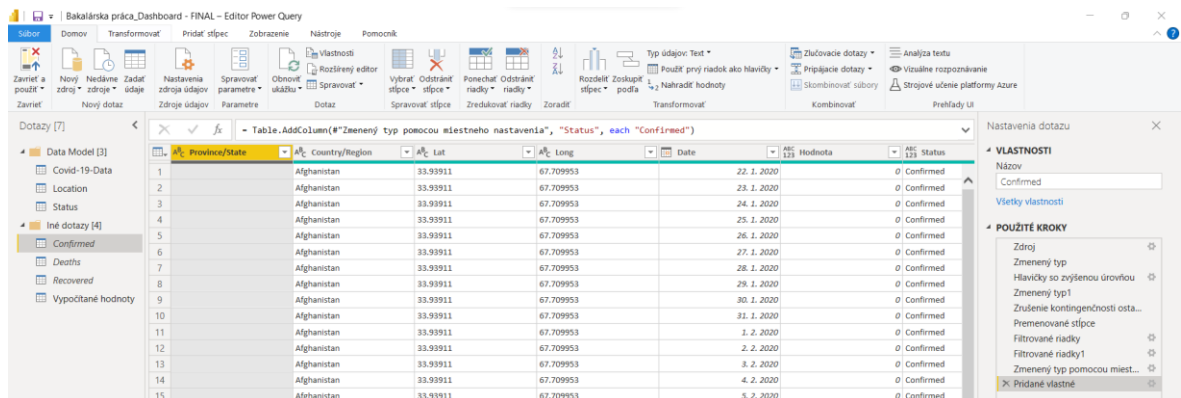 Bakalárska práca_Dashboard - FINAL – Editor Power Query
Súbor Domov Transformovať Pridať stĺpec Zobrazenie Nástroje Pomocník
Zavrieť a použiť
Nový zdroj
Nedávne zdroje
Zadať údaje
Nastavenia zdroja údajov
Spravovať parametre
Obnoviť ukážku
Vlastnosti
Rozšírený editor
Spravovať
Vybrať stĺpce
Odstrániť stĺpce
Ponechať riadky
Odstrániť riadky
Rozdeliť stĺpec
Zoskupiť podľa
Typ údajov: Text
Použiť prvý riadok ako hlavičky
Nahradiť hodnoty
Zlučovacie dotazy
Pripájacie dotazy
Skombinovať súbory
Analýza textu
Vizuálne rozpoznávanie
Strojové učenie platformy Azure
Zavrieť Nový dotaz Zdroje údajov Parametre Dotaz Spravovať stĺpce Zredukovať riadky Zoradiť Transformovať Kombinovať Prehľady UI
Dotazy [7]
Data Model [3]
Covid-19-Data
Location
Status
Iné dotazy [4]
Confirmed
Deaths
Recovered
Vypočítané hodnoty
fx = Table.AddColumn(#"Zmenený typ pomocou miestneho nastavenia", "Status", each "Confirmed")
Province/State Country/Region Lat Long Date Hodnota Status
1 Afghanistan 33.93911 67.709953 22. 1. 2020 0 Confirmed
2 Afghanistan 33.93911 67.709953 23. 1. 2020 0 Confirmed
3 Afghanistan 33.93911 67.709953 24. 1. 2020 0 Confirmed
4 Afghanistan 33.93911 67.709953 25. 1. 2020 0 Confirmed
5 Afghanistan 33.93911 67.709953 26. 1. 2020 0 Confirmed
6 Afghanistan 33.93911 67.709953 27. 1. 2020 0 Confirmed
7 Afghanistan 33.93911 67.709953 28. 1. 2020 0 Confirmed
8 Afghanistan 33.93911 67.709953 29. 1. 2020 0 Confirmed
9 Afghanistan 33.93911 67.709953 30. 1. 2020 0 Confirmed
10 Afghanistan 33.93911 67.709953 31. 1. 2020 0 Confirmed
11 Afghanistan 33.93911 67.709953 1. 2. 2020 0 Confirmed
12 Afghanistan 33.93911 67.709953 2. 2. 2020 0 Confirmed
13 Afghanistan 33.93911 67.709953 3. 2. 2020 0 Confirmed
14 Afghanistan 33.93911 67.709953 4. 2. 2020 0 Confirmed
15 Afghanistan 33.93911 67.709953 5. 2. 2020 0 Confirmed
Nastavenia dotazu
VLASTNOSTI
Názov
Confirmed
Všetky vlastnosti
POUŽITÉ KROKY
Zdroj
Zmenený typ
Hlavičky so zvýšenou úrovňou
Zmenený typ1
Zrušenie kontingenčnosti osta...
Premenované stĺpce
Filtrované riadky
Filtrované riadky1
Zmenený typ pomocou miest...
Pridané vlastné